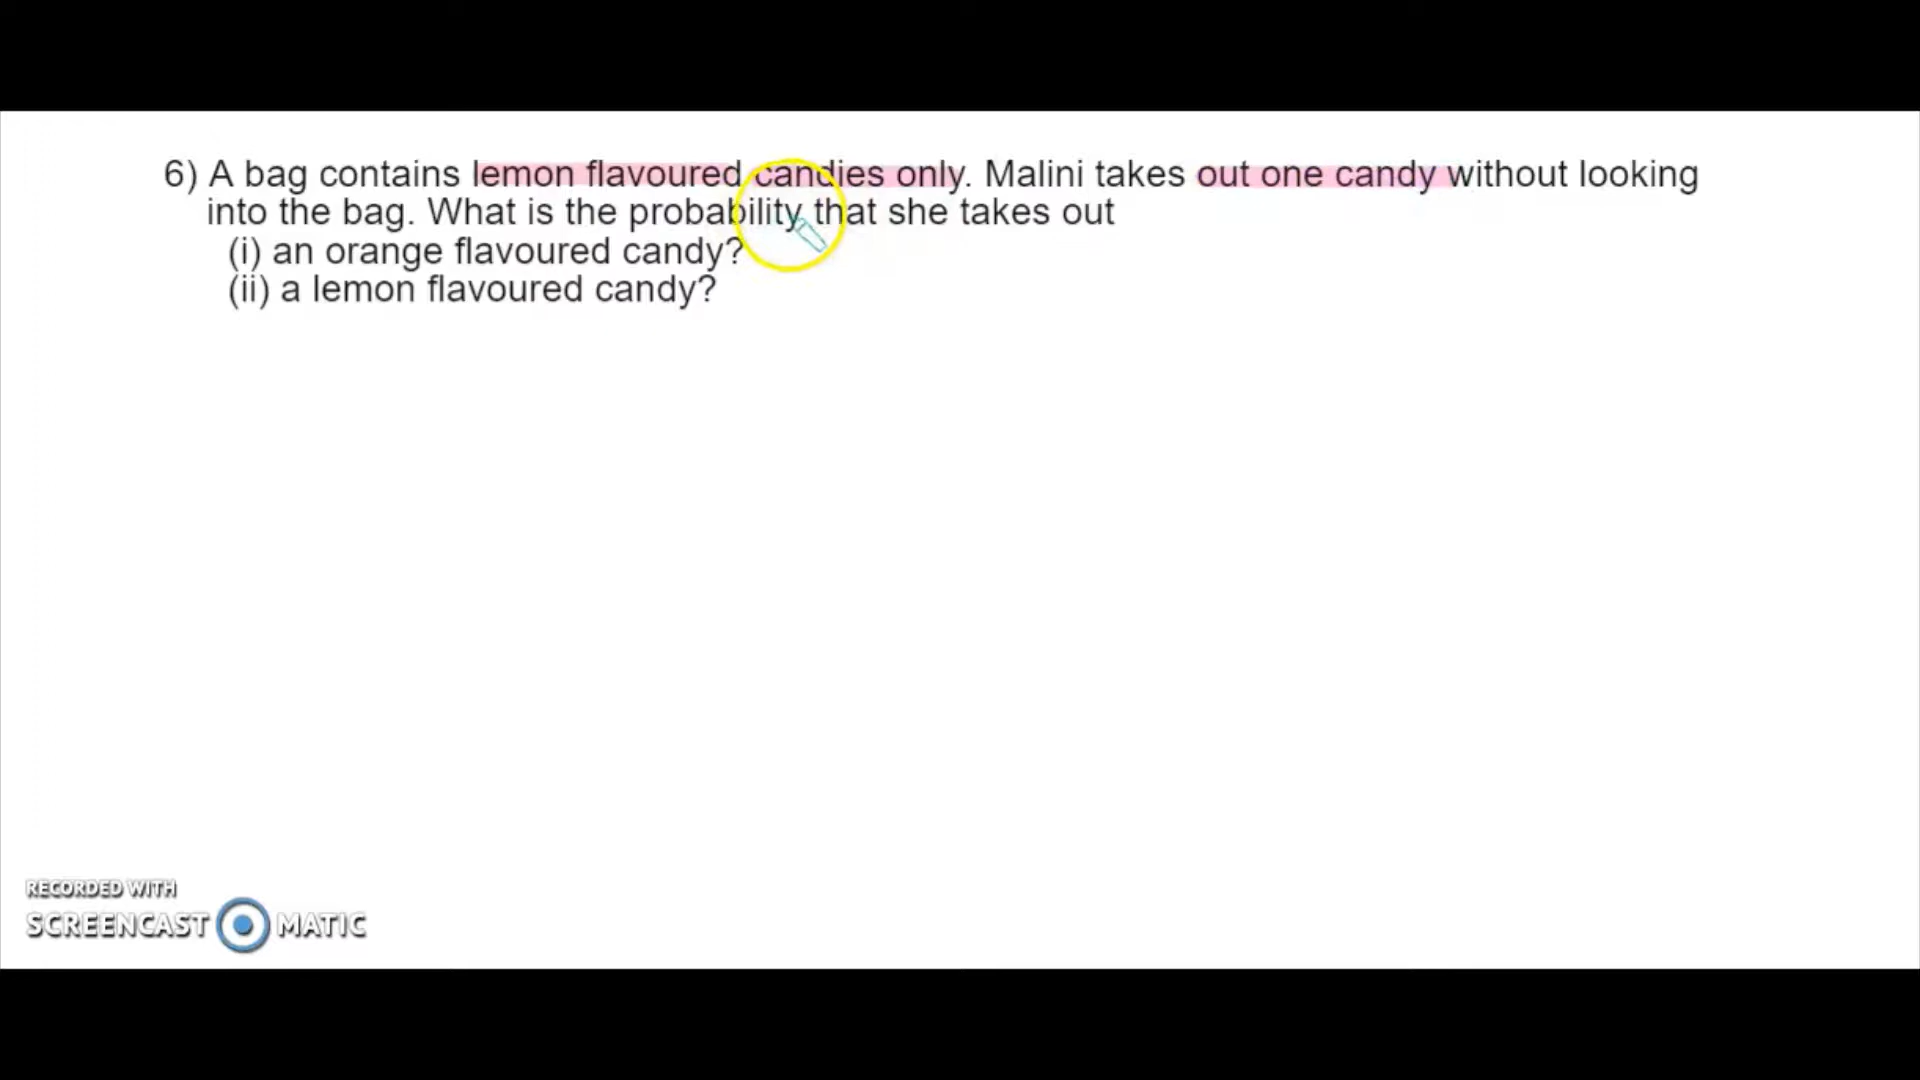 6) A bag contains lemon flavoured candies only. Malini takes out one candy without looking
into the bag. What is the probability that she takes out
(i) an orange flavoured candy?
(ii) a lemon flavoured candy?
RECORDED WITH
SCREENCAST MATIC